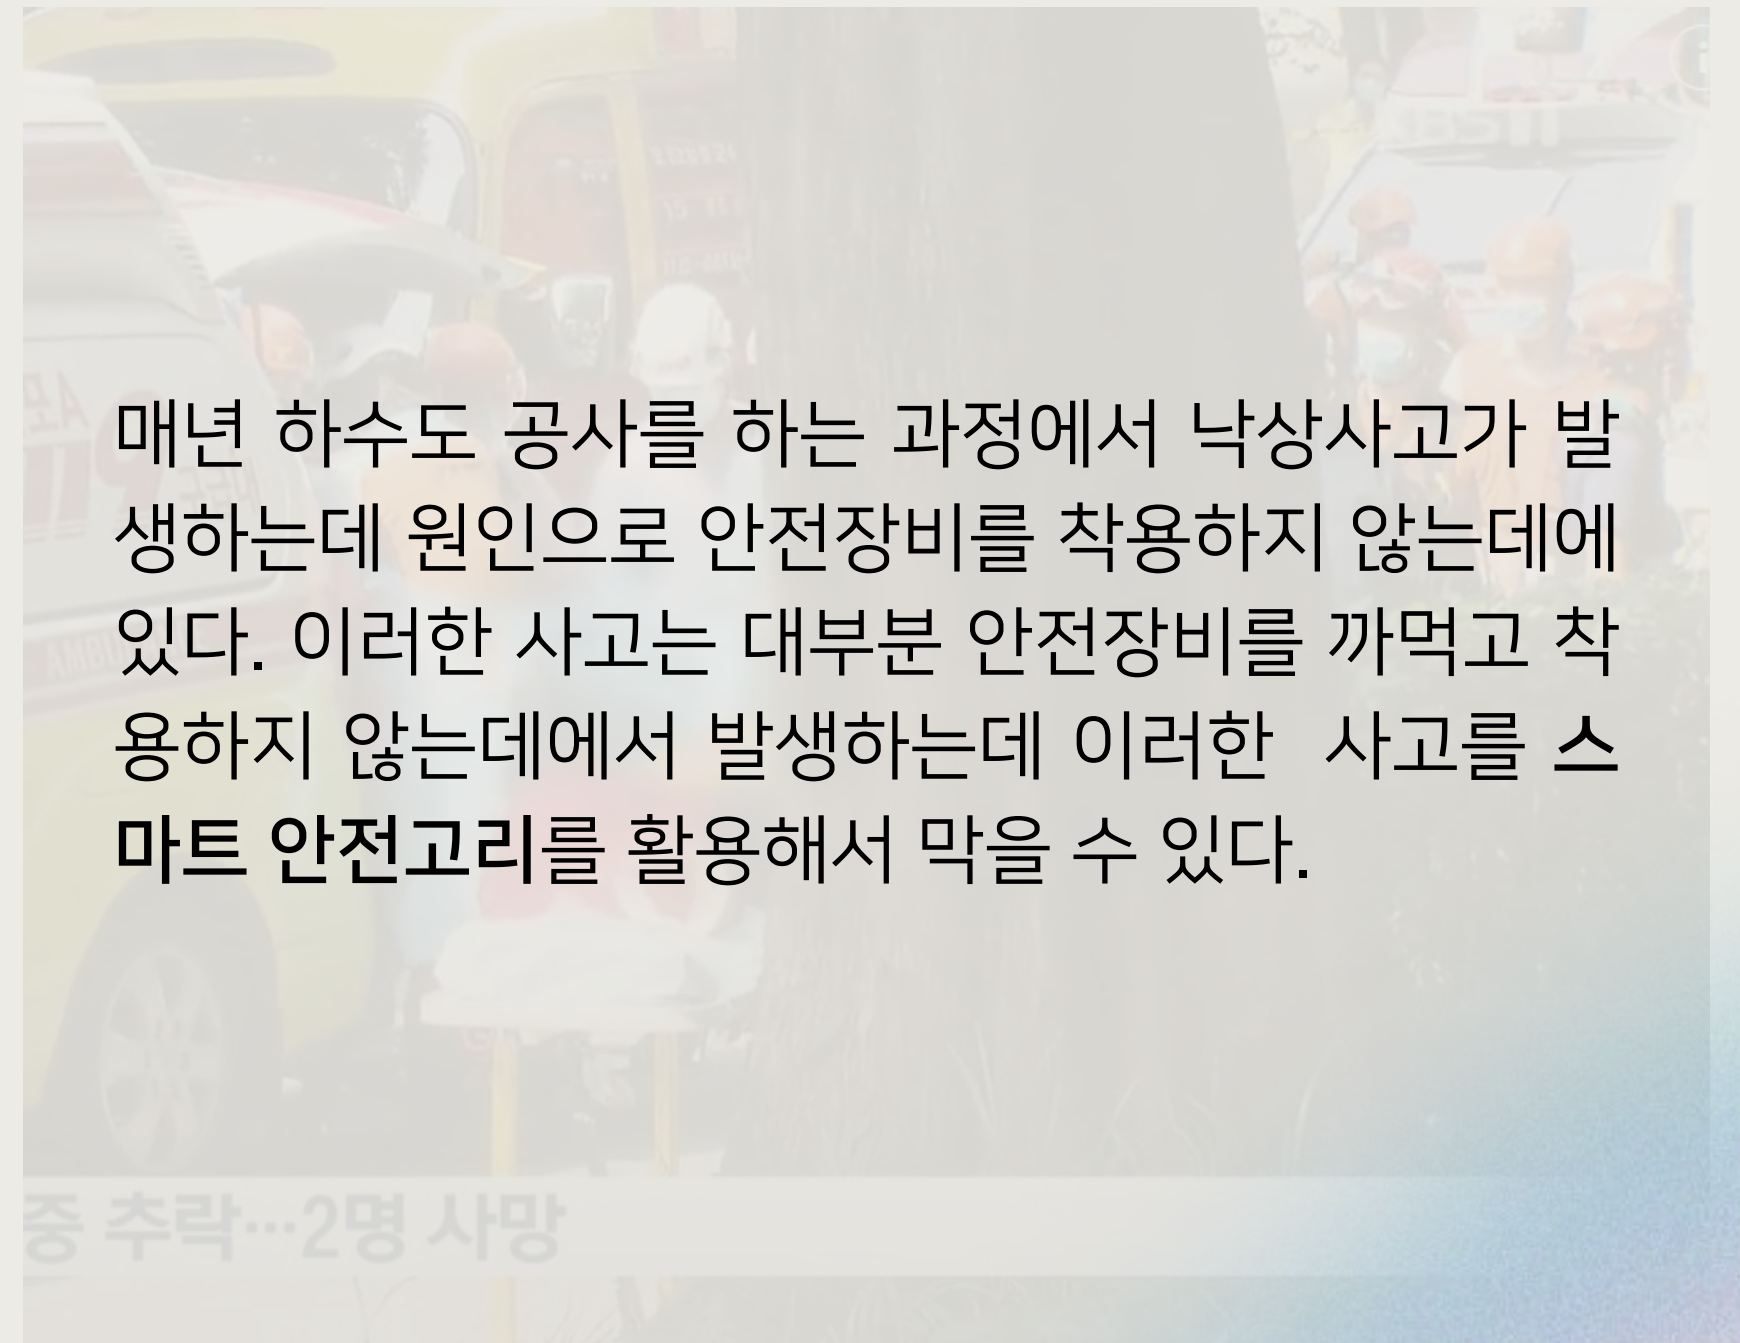 KBS
119
AMBU
매년 하수도 공사를 하는 과정에서 낙상사고가 발
생하는데 원인으로 안전장비를 착용하지 않는데에
있다. 이러한 사고는 대부분 안전장비를 까먹고 착
용하지 않는데에서 발생하는데 이러한  사고를 스
마트 안전고리를 활용해서 막을 수 있다.
중 추락…2명 사망